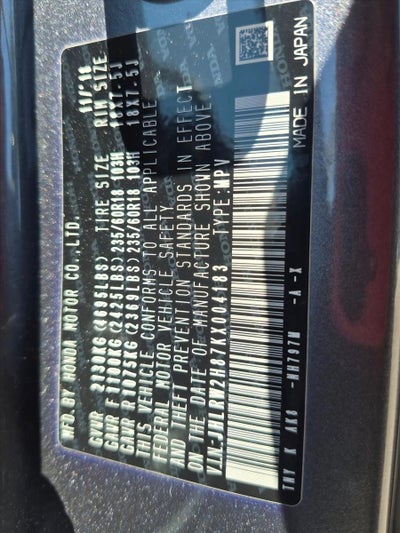 MFD. BY HONDA MOTOR CO.,LTD. 11/'18
GVWR 2130KG(4695LBS) TIRE SIZE RIM SIZE
GAWR F 1100KG(2425LBS)235/60R18 103H 18X7.5J
GAWR R 1075KG(2369LBS)235/60R18 103H 18X7.5J
THIS VEHICLE CONFORMS TO ALL APPLICABLE
FEDERAL MOTOR VEHICLE SAFETY
AND THEFT PREVENTION STANDARDS IN EFFECT
ON THE DATE OF MANUFACTURE SHOWN ABOVE.
V.I.N:JHLRW2H87KX004183 TYPE:MPV
TNY K AK8 -NH797M -A -X
MADE IN JAPAN